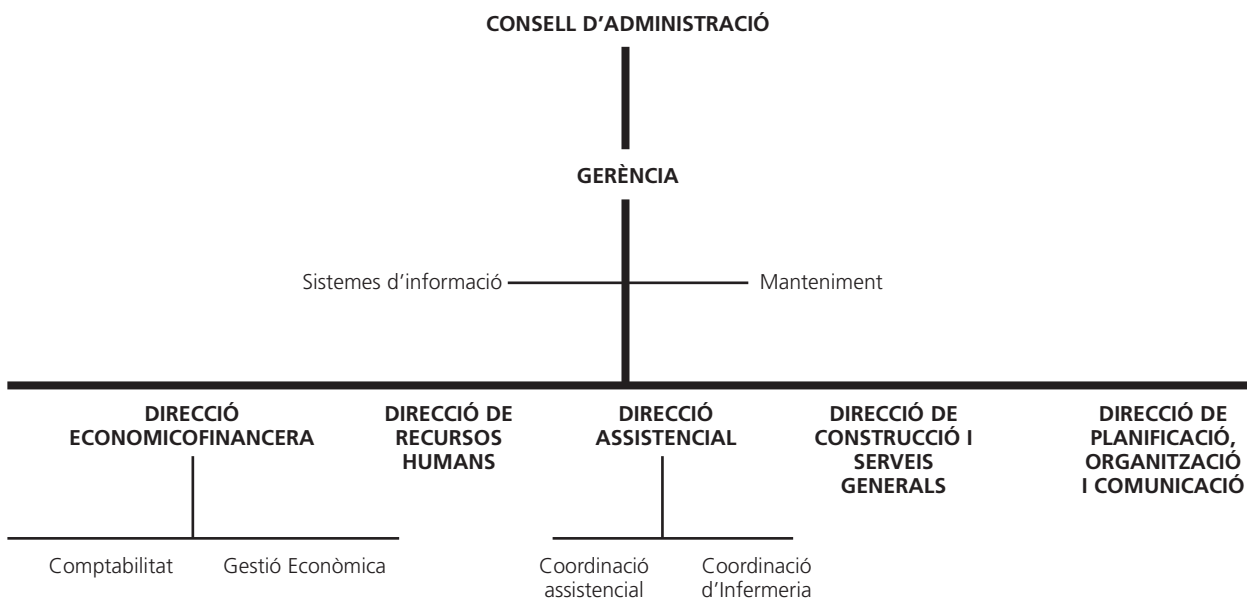 CONSELL D'ADMINISTRACIÓ
GERÈNCIA
Sistemes d'informació
Manteniment
DIRECCIÓ
ECONOMICOFINANCERA
DIRECCIÓ DE
RECURSOS
HUMANS
DIRECCIÓ
ASSISTENCIAL
DIRECCIÓ DE
CONSTRUCCIÓ I
SERVEIS
GENERALS
DIRECCIÓ DE
PLANIFICACIÓ,
ORGANITZACIÓ
I COMUNICACIÓ
Comptabilitat
Gestió Econòmica
Coordinació
assistencial
Coordinació
d'Infermeria